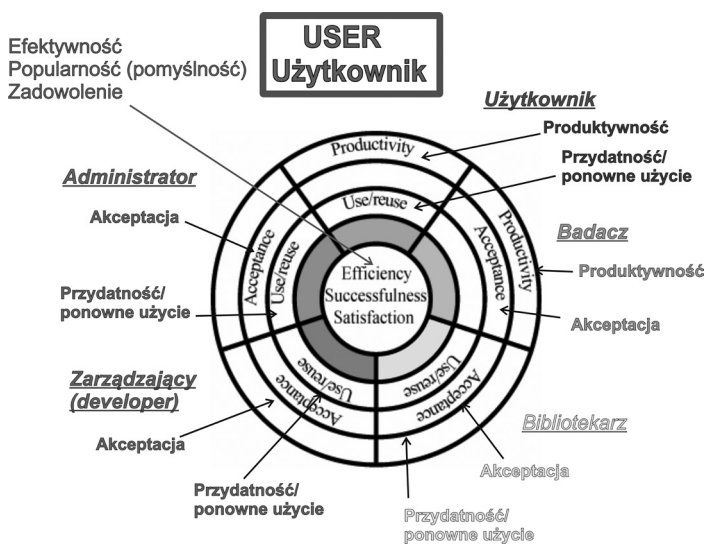 USER
Użytkownik
Efektywność
Popularność (pomyślność)
Zadowolenie
Użytkownik
Produktywność
Przydatność/
ponowne użycie
Administrator
Akceptacja
Przydatność/
ponowne użycie
Badacz
Produktywność
Akceptacja
Zarządzający
(developer)
Akceptacja
Przydatność/
ponowne użycie
Bibliotekarz
Akceptacja
Przydatność/
ponowne użycie
Productivity
Use/reuse
Productivity
Acceptance
Acceptance
Use/reuse
Efficiency
Successfulness
Satisfaction
Use/reuse
Acceptance
Use/reuse
Acceptance